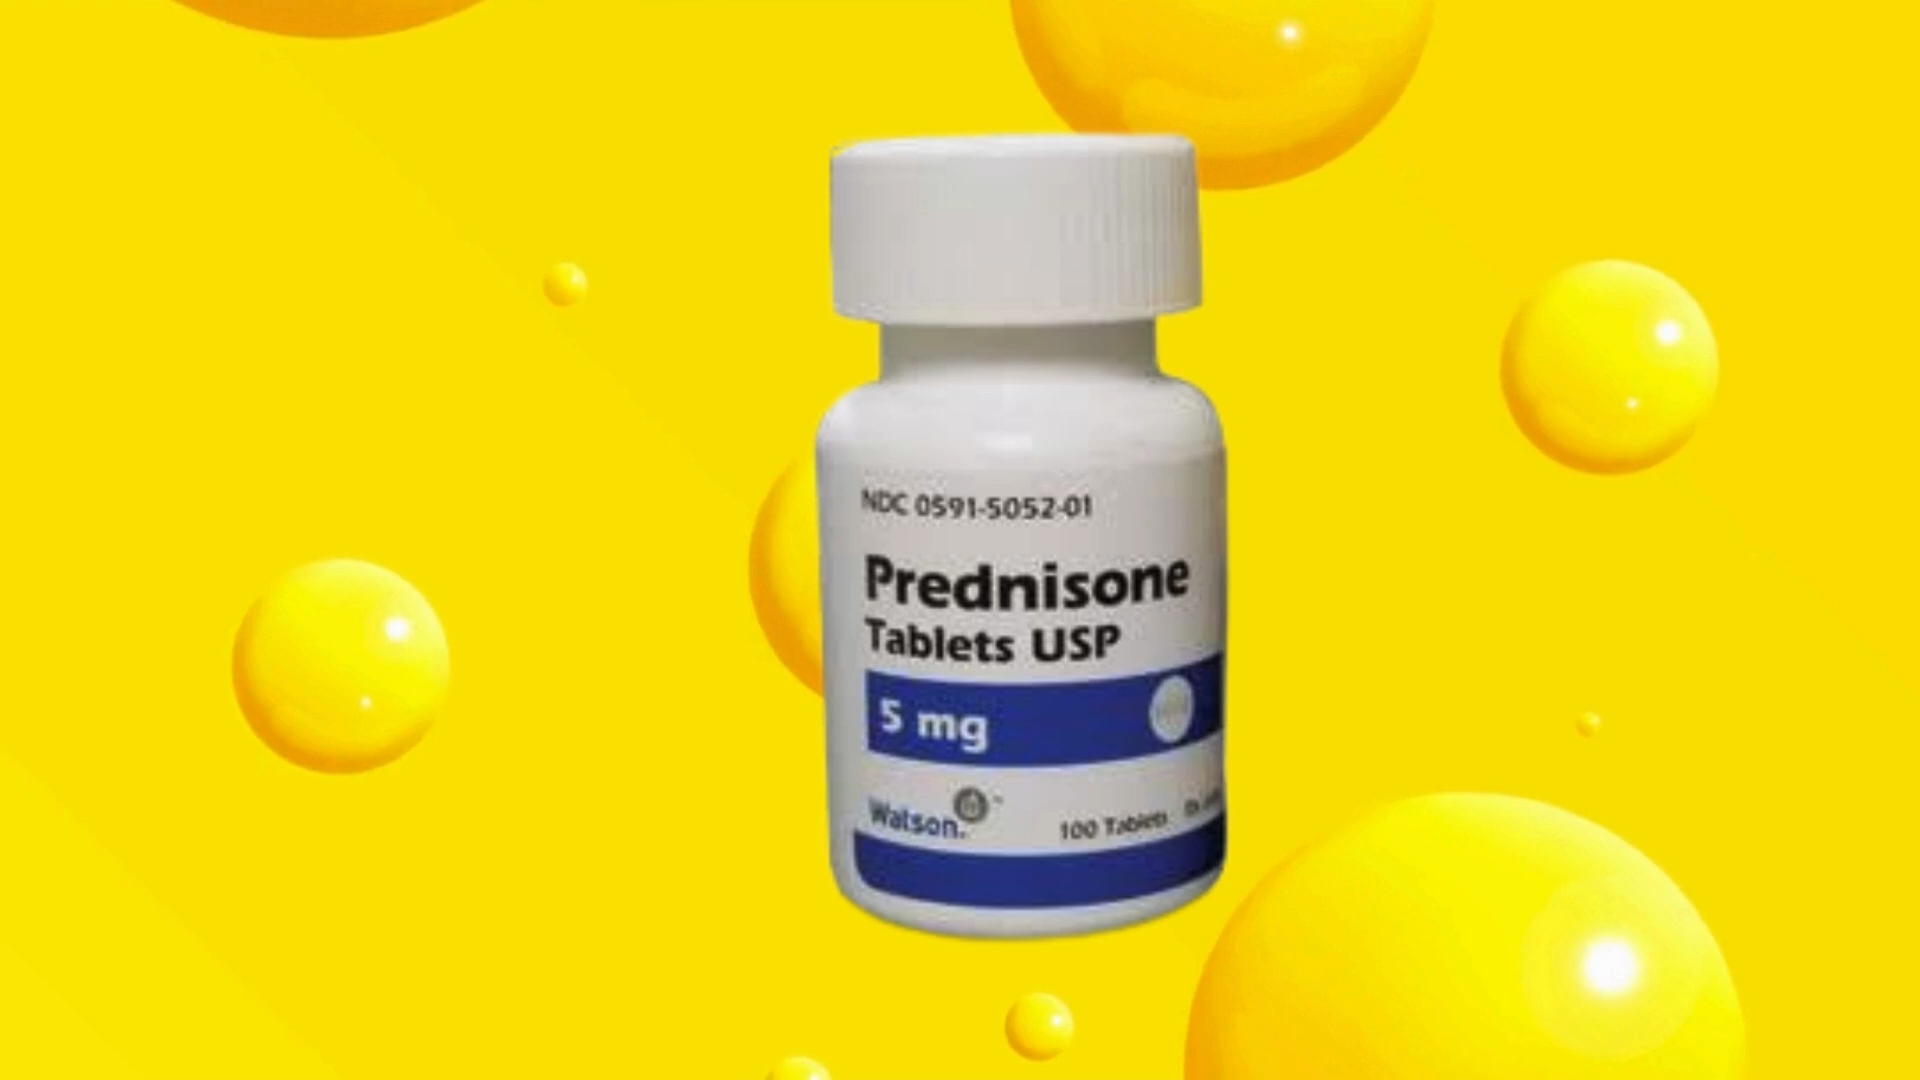 NDC 0591-5052-01
Prednisone
Tablets USP
5 mg
Watson.
100 Tablets